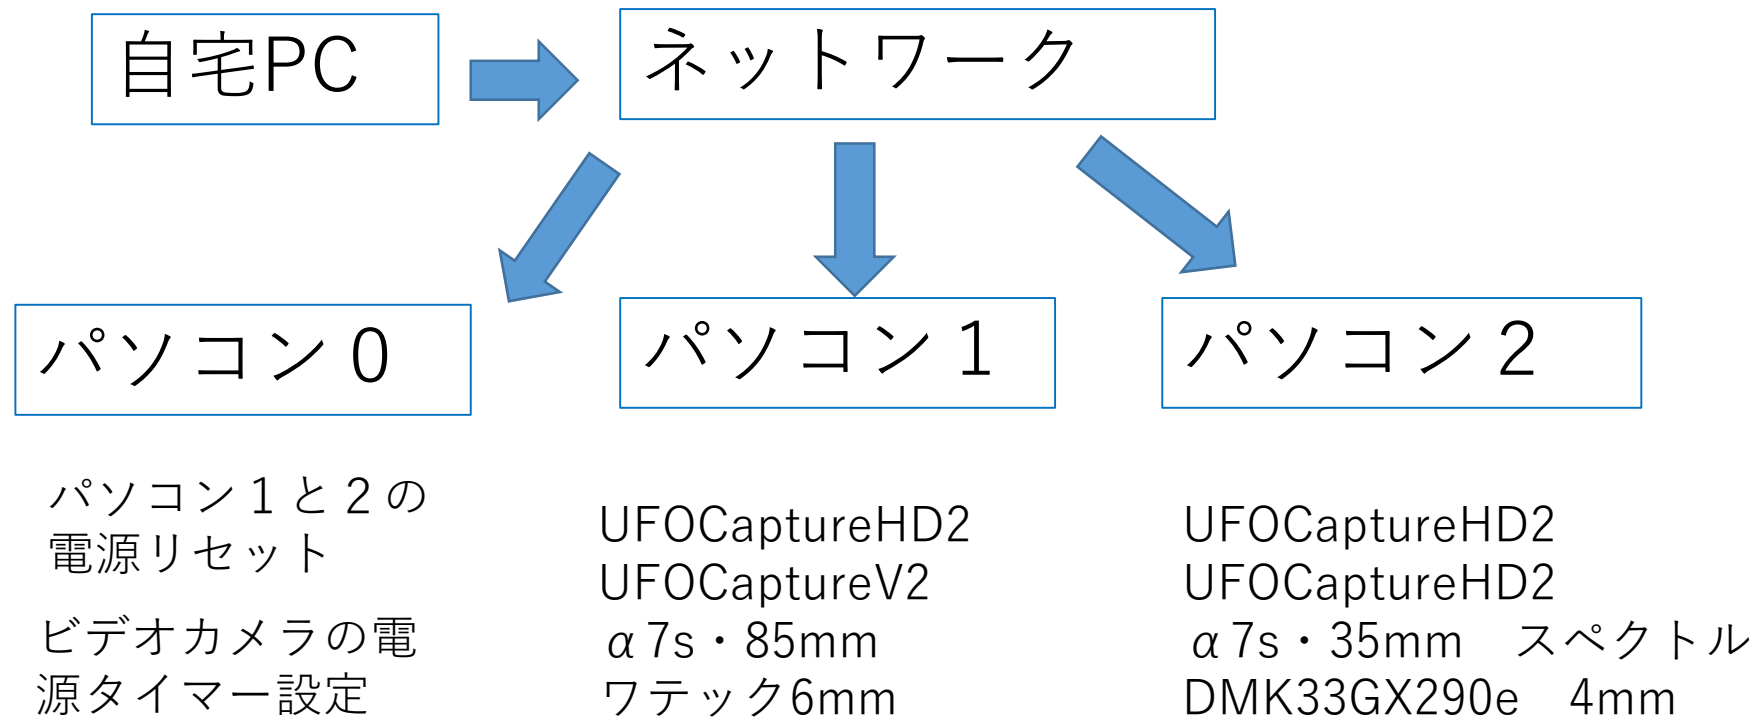 自宅PC
ネットワーク
パソコン0
パソコン1
パソコン2
パソコン1と2の
電源リセット
ビデオカメラの電
源タイマー設定
UFOCaptureHD2
UFOCaptureV2
α7s・85mm
ワテック6mm
UFOCaptureHD2
UFOCaptureHD2
α7s・35mm　スペクトル
DMK33GX290e　4mm